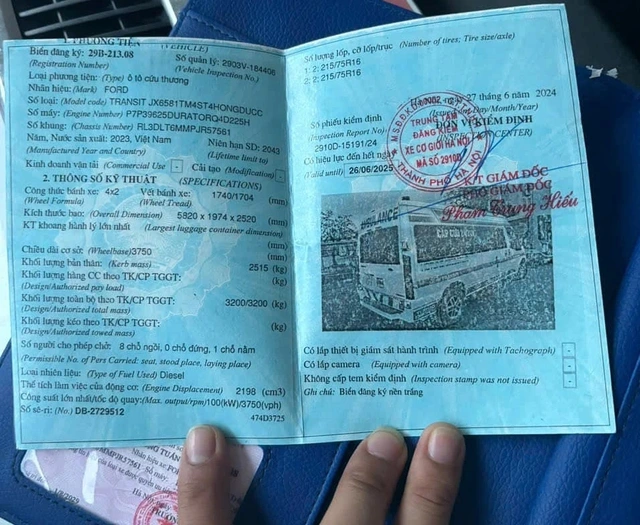 1. PHƯƠNG TIỆN (VEHICLE)
Biển đăng ký: 29B-213.08 Số quản lý: 2903V-184406
(Registration Number) (Vehicle Inspection No.)
Loại phương tiện: (Type) ô tô cứu thương
Nhãn hiệu: (Mark) FORD
Số loại: (Model code) TRANSIT JX6581TM4ST4HONGDUCC
Số máy: (Engine Number) P7P39625DURATORQ4D225H
Số khung: (Chassis Number) RL3DLT6MMPJR57561
Năm, Nước sản xuất: 2023, Việt Nam Niên hạn SD: 2043
(Manufactured Year and Country) (Lifetime limit to)
Kinh doanh vận tải (Commercial Use) - Cải tạo (Modification) -
2. THÔNG SỐ KỸ THUẬT (SPECIFICATIONS)
Công thức bánh xe: 4x2 Vết bánh xe: 1740/1704 (mm)
(Wheel Formula) (Wheel Tread)
Kích thước bao: (Overall Dimension) 5820 x 1974 x 2520 (mm)
KT khoang hành lý lớn nhất (Largest luggage container dimension)
(mm)
Chiều dài cơ sở: (Wheelbase) 3750 (mm)
Khối lượng bản thân: (Kerb mass) 2515 (kg)
Khối lượng hàng CC theo TK/CP TGGT: (kg)
(Design/Authorized pay load)
Khối lượng toàn bộ theo TK/CP TGGT: 3200/3200 (kg)
(Design/Authorized total mass)
Khối lượng kéo theo TK/CP TGGT: (kg)
(Design/Authorized towed mass)
Số người cho phép chở: 8 chỗ ngồi, 0 chỗ đứng, 1 chỗ nằm
(Permissible No. of Pers Carried: seat, stood place, laying place)
Loại nhiên liệu: (Type of Fuel Used) Diesel
Thể tích làm việc của động cơ: (Engine Displacement) 2198 (cm3)
Công suất lớn nhất/tốc độ quay: (Max. output/rpm) 100(kW)/3750(vph)
Số sê-ri: (No.) DB-2729512
474D3725
Số lượng lốp, cỡ lốp/trục (Number of tires; Tire size/axle)
1: 2; 215/75R16
2: 2; 215/75R16
27 tháng 6 năm 2024
(Issued on: Day/Month/Year)
Số phiếu kiểm định ĐƠN VỊ KIỂM ĐỊNH
(Inspection Report No) (INSPECTION CENTER)
2910D-15191/24
Có hiệu lực đến hết ngày
(Valid until) 26/06/2025
TRUNG TÂM
ĐĂNG KIỂM
XE CƠ GIỚI HÀ NỘI
MÃ SỐ 2910D
THÀNH PHỐ HÀ NỘI
K/T GIÁM ĐỐC
PHÓ GIÁM ĐỐC
Phạm Trung Hiếu
AMBULANCE
CẤP CỨU
Có lắp thiết bị giám sát hành trình (Equipped with Tachograph) -
Có lắp camera (Equipped with camera) -
Không cấp tem kiểm định (Inspection stamp was not issued) -
Ghi chú: Biển đăng ký nền trắng